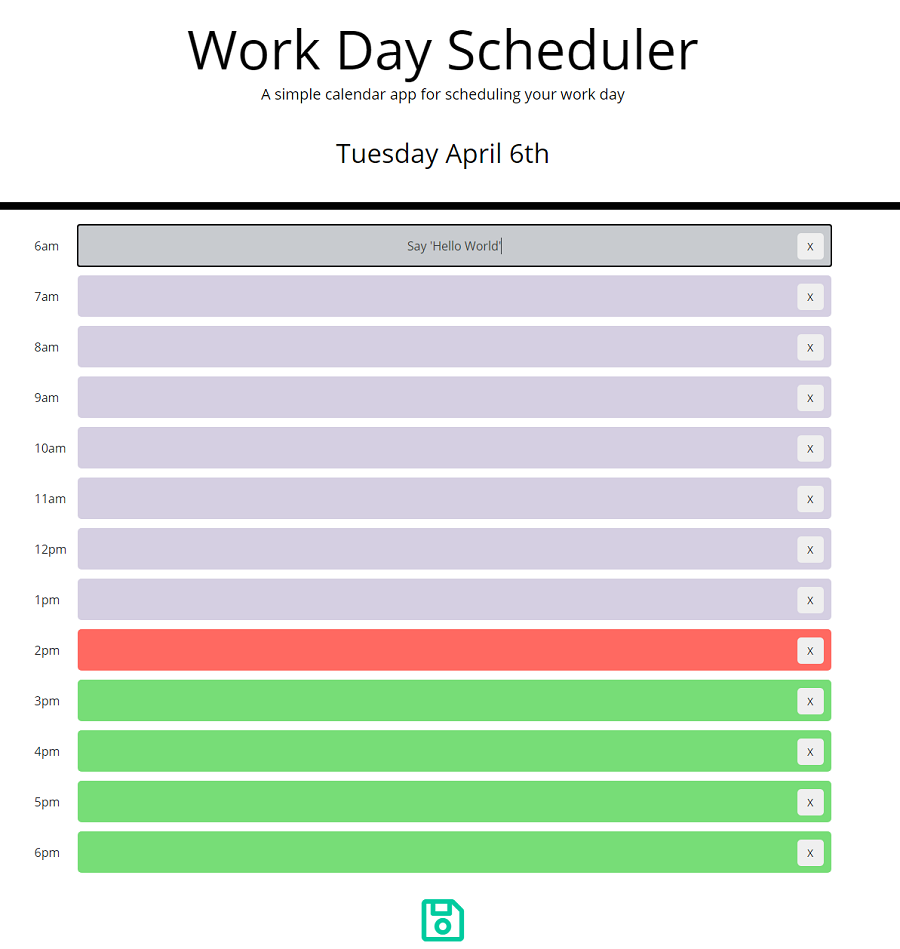 Work Day Scheduler
A simple calendar app for scheduling your work day
Tuesday April 6th
6am Say 'Hello World' X
7am X
8am X
9am X
10am X
11am X
12pm X
1pm X
2pm X
3pm X
4pm X
5pm X
6pm X